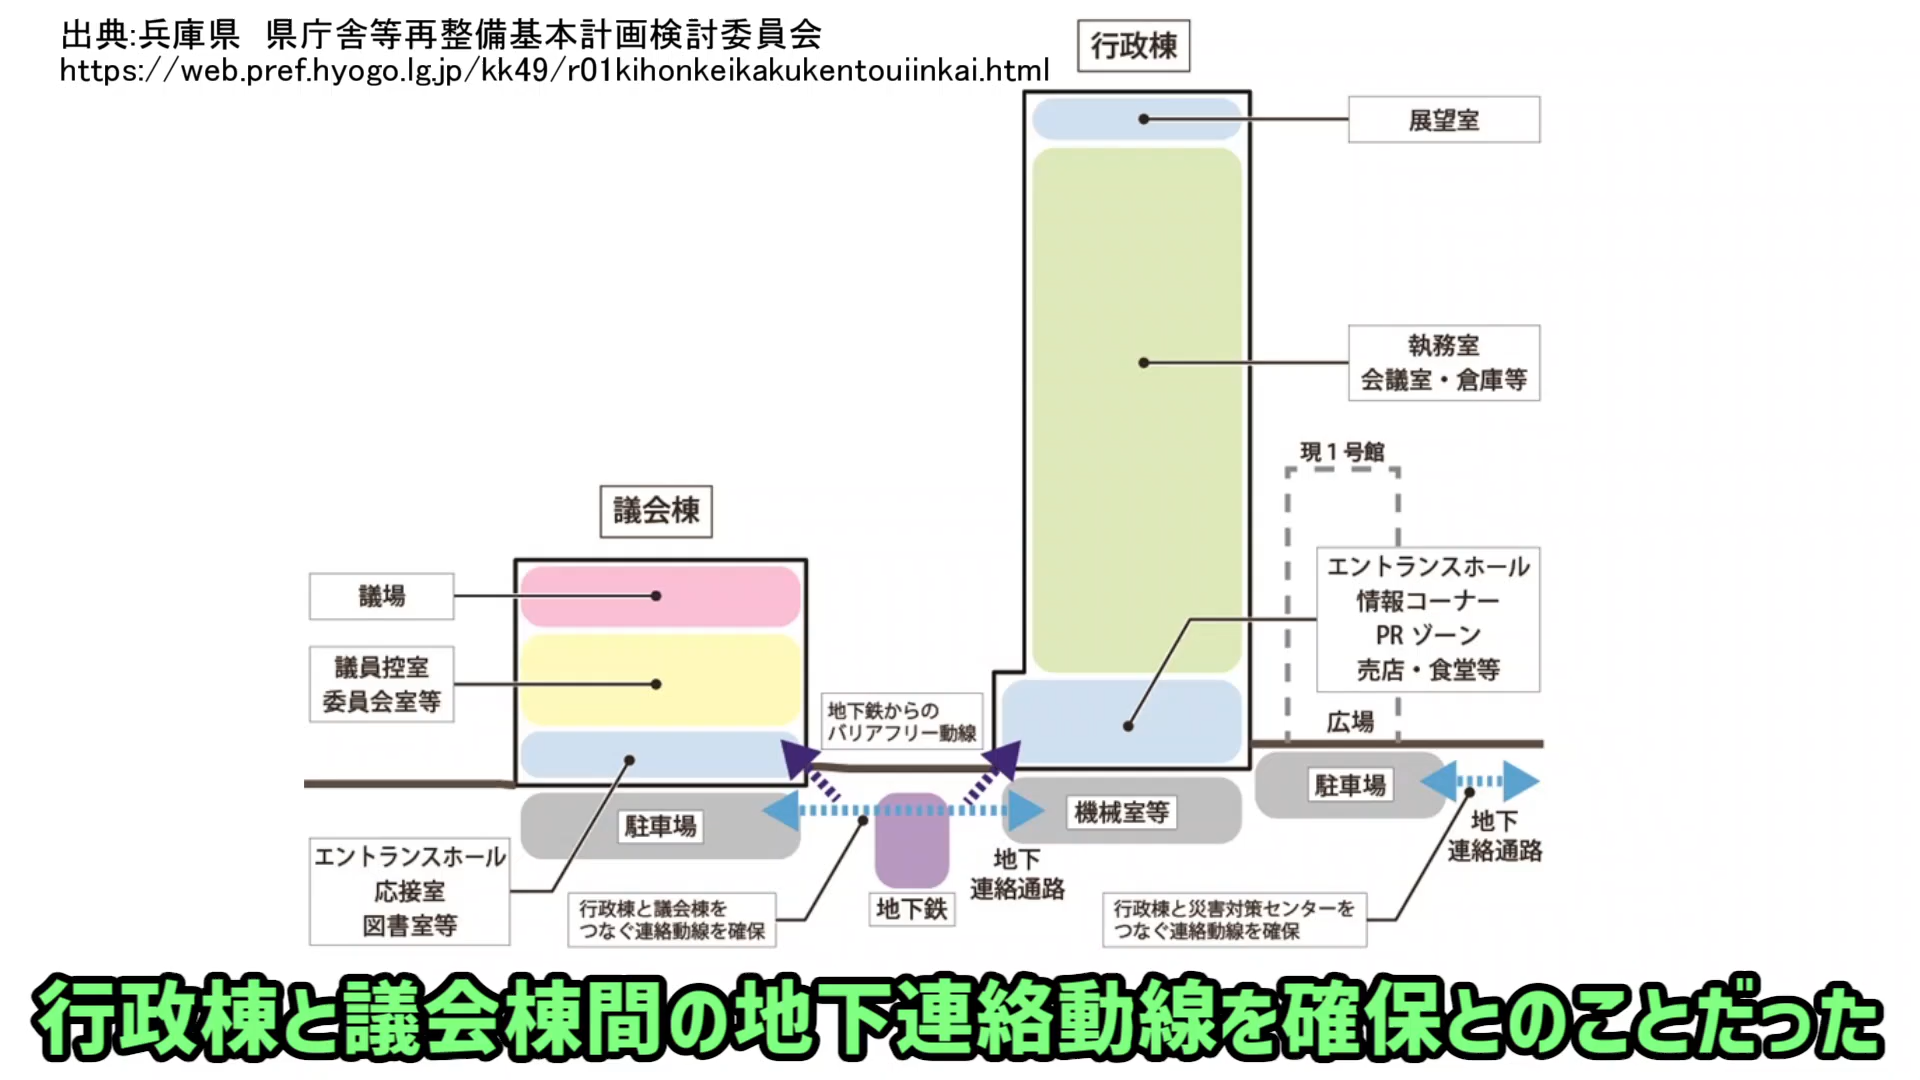 出典:兵庫県　県庁舎等再整備基本計画検討委員会
https://web.pref.hyogo.lg.jp/kk49/r01kihonkeikakukentouiinkai.html
行政棟
展望室
執務室
会議室・倉庫等
現１号館
議会棟
エントランスホール
情報コーナー
PR ゾーン
売店・食堂等
議場
議員控室
委員会室等
地下鉄からの
バリアフリー動線
広場
駐車場
機械室等
駐車場
地下
連絡通路
エントランスホール
応接室
図書室等
行政棟と議会棟を
つなぐ連絡動線を確保
地下鉄
地下
連絡通路
行政棟と災害対策センターを
つなぐ連絡動線を確保
行政棟と議会棟間の地下連絡動線を確保とのことだった